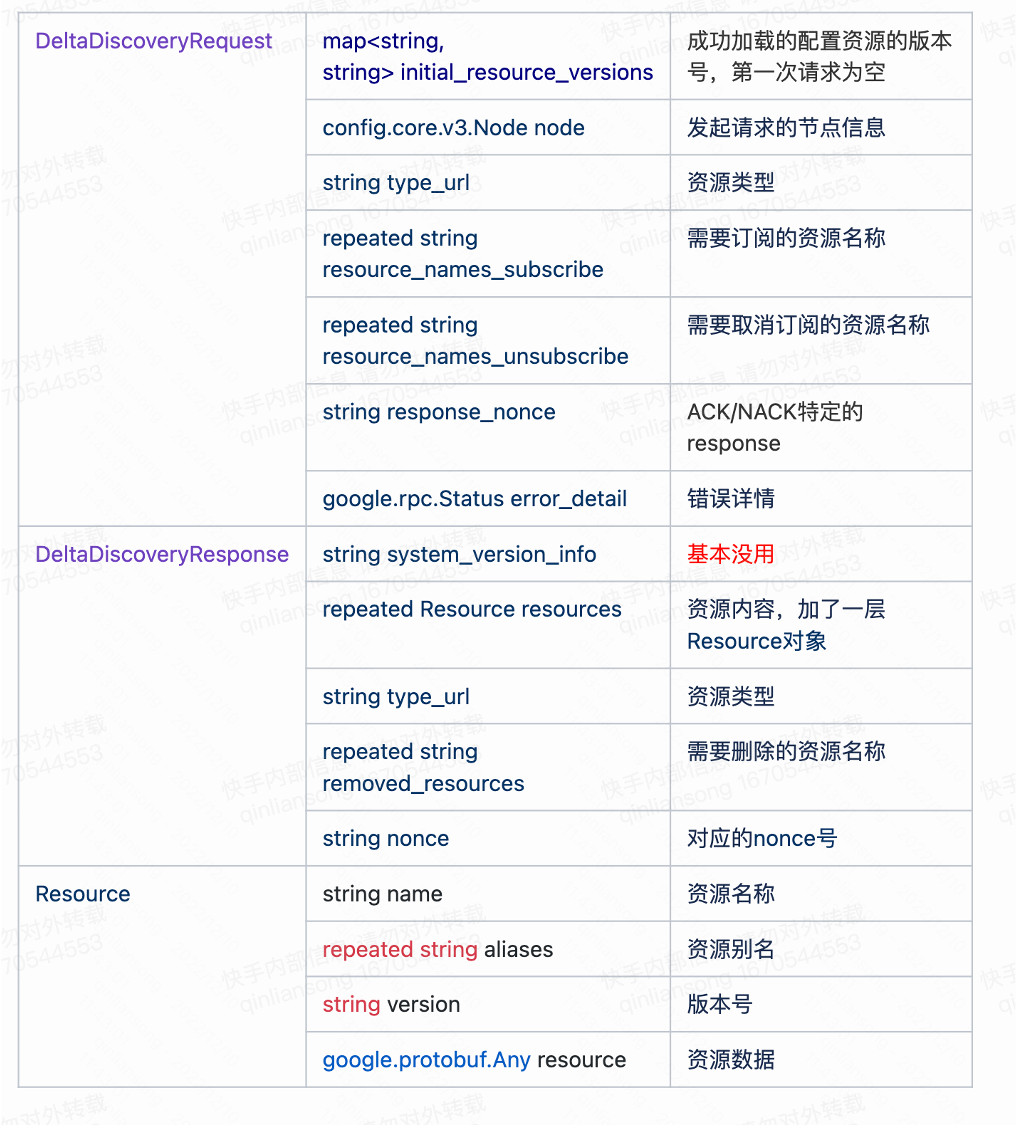 DeltaDiscoveryRequest
map<string,
string> initial_resource_versions
成功加载的配置资源的版本
号，第一次请求为空
config.core.v3.Node node
发起请求的节点信息
string type_url
资源类型
repeated string
resource_names_subscribe
需要订阅的资源名称
repeated string
resource_names_unsubscribe
需要取消订阅的资源名称
string response_nonce
ACK/NACK特定的
response
google.rpc.Status error_detail
错误详情
DeltaDiscoveryResponse
string system_version_info
基本没用
repeated Resource resources
资源内容，加了一层
Resource对象
string type_url
资源类型
repeated string
removed_resources
需要删除的资源名称
string nonce
对应的nonce号
Resource
string name
资源名称
repeated string aliases
资源别名
string version
版本号
google.protobuf.Any resource
资源数据
快手内部信息 请勿对外转载
qinliansong 1670544553